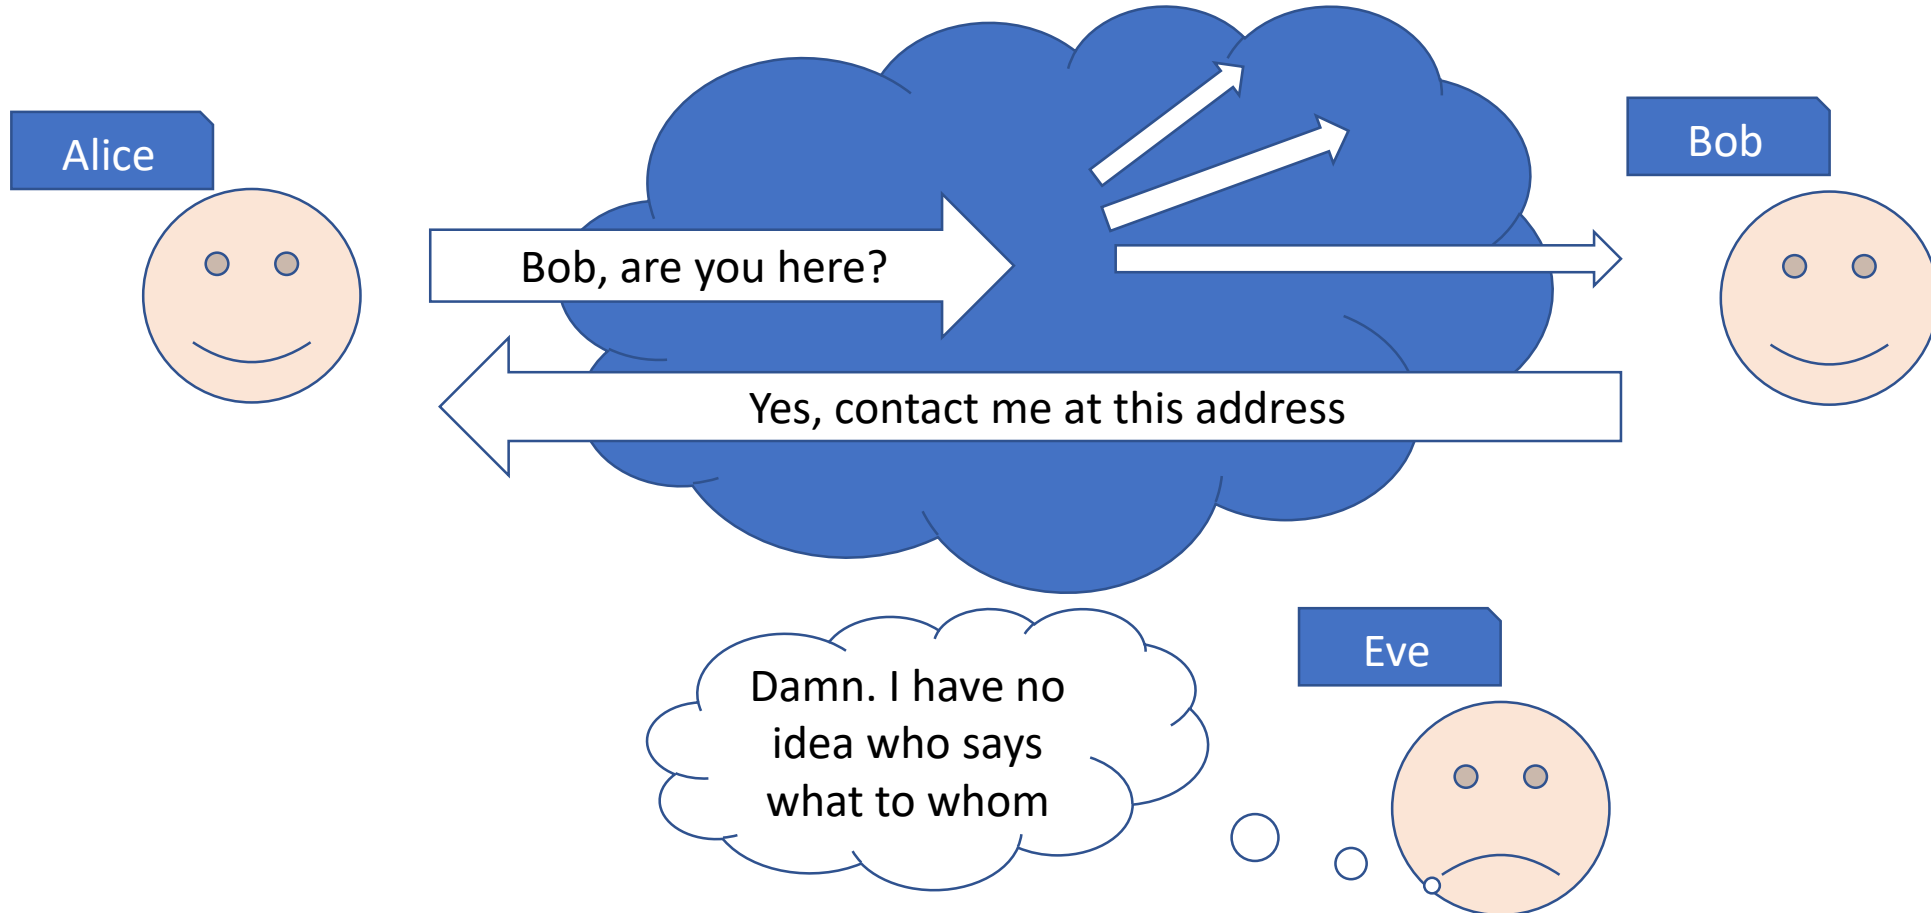 Alice
Bob
Bob, are you here?
Yes, contact me at this address
Eve
Damn. I have no
idea who says
what to whom